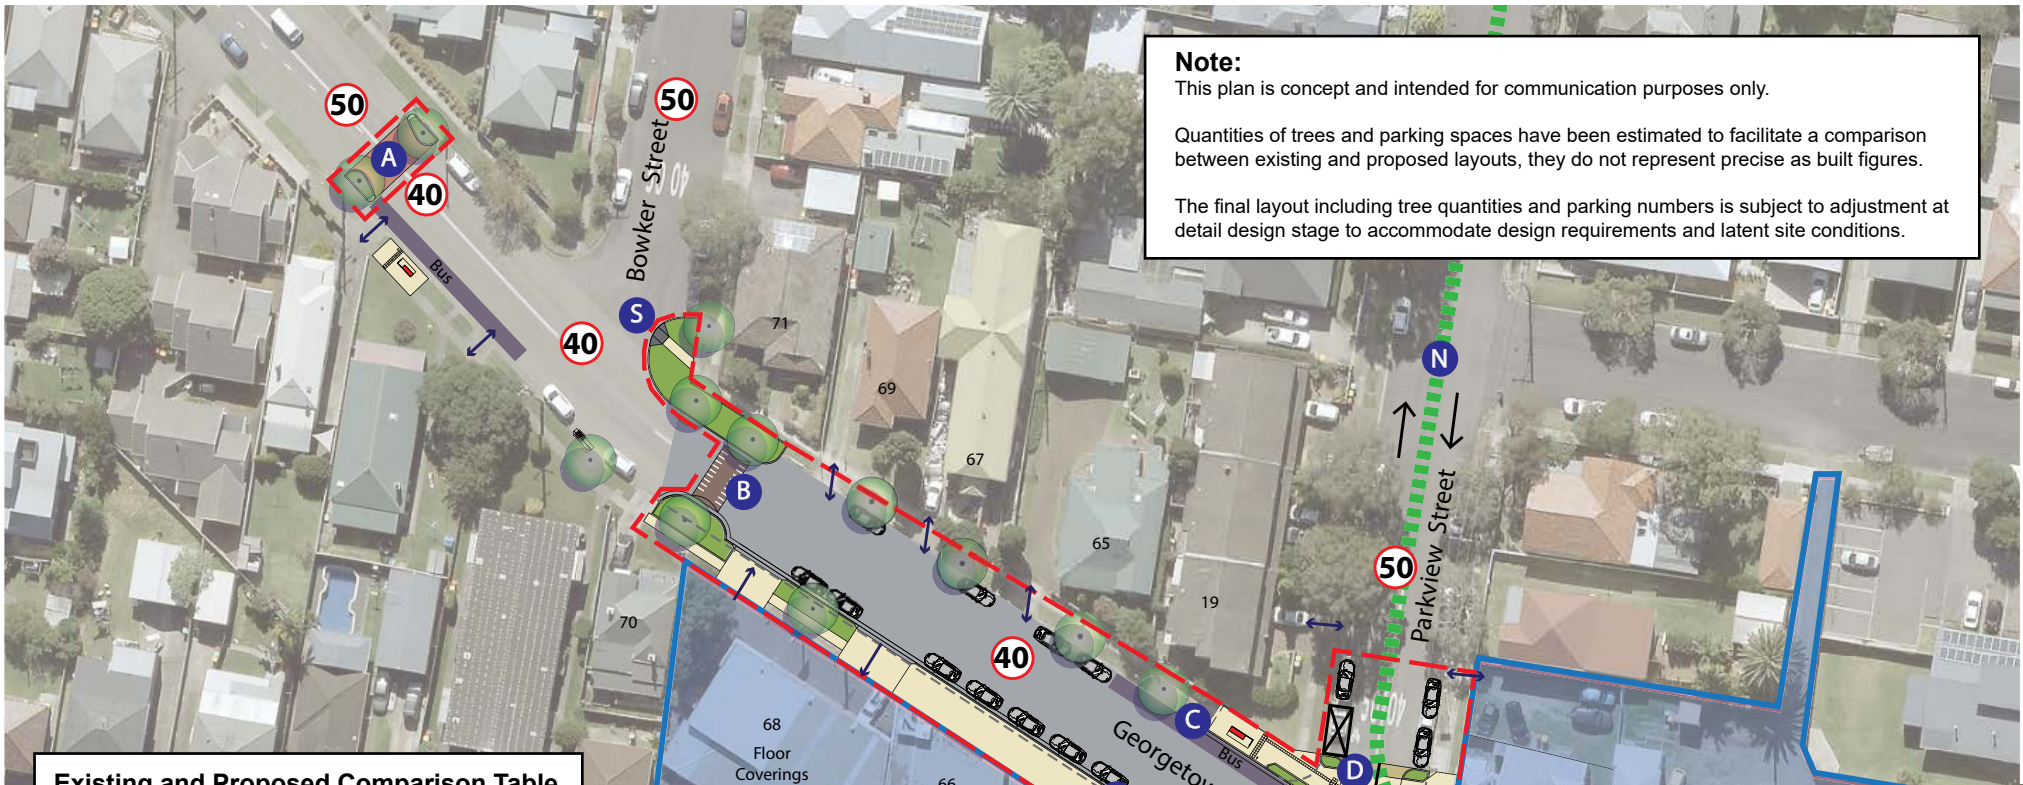 Note:
This plan is concept and intended for communication purposes only.
Quantities of trees and parking spaces have been estimated to facilitate a comparison
between existing and proposed layouts, they do not represent precise as built figures.
The final layout including tree quantities and parking numbers is subject to adjustment at
detail design stage to accommodate design requirements and latent site conditions.
50
A
40
Bus
50
Bowker Street
40
S
40
71
69
67
65
19
B
70
68
Floor
Coverings
66
40
C
Bus
D
N
50
Parkview Street
40
Existing and Proposed Comparison Table